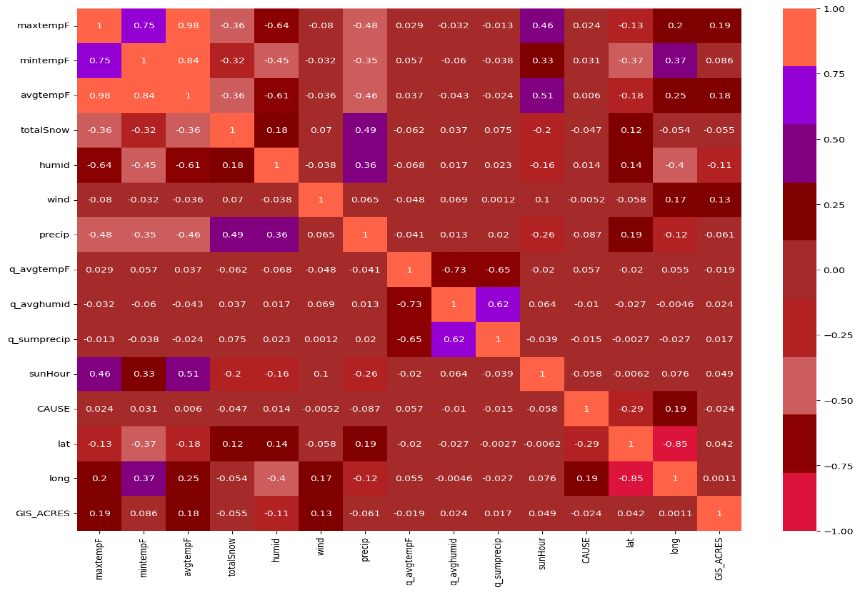 maxtempF 1 0.75 0.98 -0.36 -0.64 -0.08 -0.48 0.029 -0.032 -0.013 0.46 0.024 -0.13 0.2 0.19
mintempF 0.75 1 0.84 -0.32 -0.45 -0.032 -0.35 0.057 -0.06 -0.038 0.33 0.031 -0.37 0.37 0.086
avgtempF 0.98 0.84 1 -0.36 -0.61 -0.036 -0.46 0.037 -0.043 -0.024 0.51 0.006 -0.18 0.25 0.18
totalSnow -0.36 -0.32 -0.36 1 0.18 0.07 0.49 -0.062 0.037 0.075 -0.2 -0.047 0.12 -0.054 -0.055
humid -0.64 -0.45 -0.61 0.18 1 -0.038 0.36 -0.068 0.017 0.023 -0.16 0.014 0.14 -0.4 -0.11
wind -0.08 -0.032 -0.036 0.07 -0.038 1 0.065 -0.048 0.069 0.0012 0.1 -0.0052 -0.058 0.17 0.13
precip -0.48 -0.35 -0.46 0.49 0.36 0.065 1 -0.041 0.013 0.02 -0.26 -0.087 0.19 -0.12 -0.061
q_avgtempF 0.029 0.057 0.037 -0.062 -0.068 -0.048 -0.041 1 -0.73 -0.65 -0.02 0.057 -0.02 0.055 -0.019
q_avghumid -0.032 -0.06 -0.043 0.037 0.017 0.069 0.013 -0.73 1 0.62 0.064 -0.01 -0.027 -0.0046 0.024
q_sumprecip -0.013 -0.038 -0.024 0.075 0.023 0.0012 0.02 -0.65 0.62 1 -0.039 -0.015 -0.0027 -0.027 0.017
sunHour 0.46 0.33 0.51 -0.2 -0.16 0.1 -0.26 -0.02 0.064 -0.039 1 -0.058 -0.0062 0.076 0.049
CAUSE 0.024 0.031 0.006 -0.047 0.014 -0.0052 -0.087 0.057 -0.01 -0.015 -0.058 1 -0.29 0.19 -0.024
lat -0.13 -0.37 -0.18 0.12 0.14 -0.058 0.19 -0.02 -0.027 -0.0027 -0.0062 -0.29 1 -0.85 0.042
long 0.2 0.37 0.25 -0.054 -0.4 0.17 -0.12 0.055 -0.0046 -0.027 0.076 0.19 -0.85 1 0.0011
GIS_ACRES 0.19 0.086 0.18 -0.055 -0.11 0.13 -0.061 -0.019 0.024 0.017 0.049 -0.024 0.042 0.0011 1
maxtempF mintempF avgtempF totalSnow humid wind precip q_avgtempF q_avghumid q_sumprecip sunHour CAUSE lat long GIS_ACRES
1.00
0.75
0.50
0.25
0.00
−0.25
−0.50
−0.75
−1.00